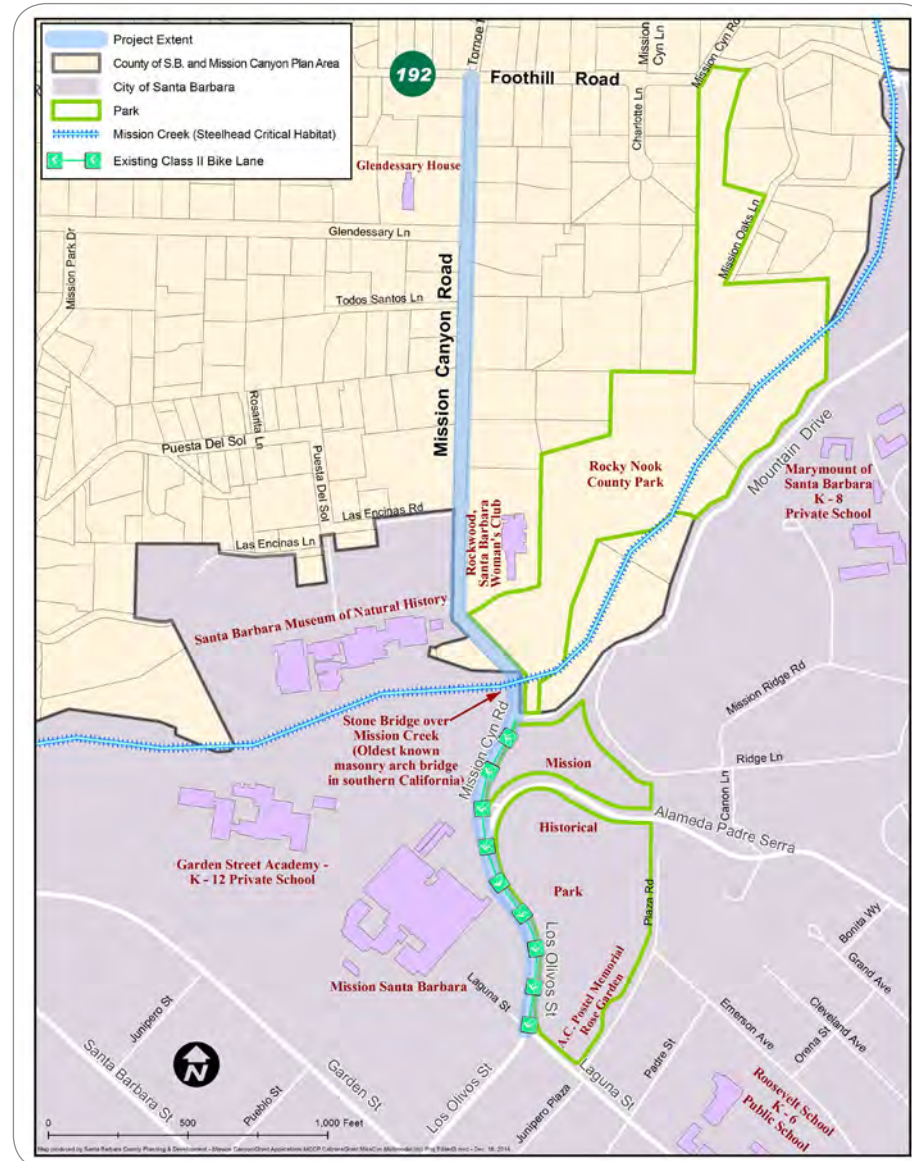 Project Extent
County of S.B. and Mission Canyon Plan Area
City of Santa Barbara
Park
Mission Creek (Steelhead Critical Habitat)
Existing Class II Bike Lane
192
Foothill Road
Mission
Cyn Ln
Mission Cyn Rd
Charlotte Ln
Glendessary House
Glendessary Ln
Mission Park Dr
Todos Santos Ln
Mission Canyon Road
Mission Oaks Ln
Rosarita Ln
Puesta Del Sol
Puesta Del Sol
Las Encinas Rd
Las Encinas Ln
Rockwood,
Santa Barbara
Woman's Club
Rocky Nook
County Park
Mountain Drive
Marymount of
Santa Barbara
K - 8
Private School
Santa Barbara Museum of Natural History
Stone Bridge over
Mission Creek
(Oldest known
masonry arch bridge
in southern California)
Mission Cyn Rd
Mission Ridge Rd
Ridge Ln
Canon Ln
Mission
Historical
Park
Alameda Padre Serra
Garden Street Academy -
K - 12 Private School
Plaza Rd
Los Olivos St
Bonita Wy
Grand Ave
Cleveland Ave
Orena St
Emerson Ave
Mission Santa Barbara
Laguna St
A.C. Postel Memorial
Rose Garden
Junipero St
Santa Barbara St
Pueblo St
Garden St
Los Olivos St
Junipero Plaza
Padre St
Laguna St
Roosevelt School
K - 6
Public School
N
0 500 1,000 Feet